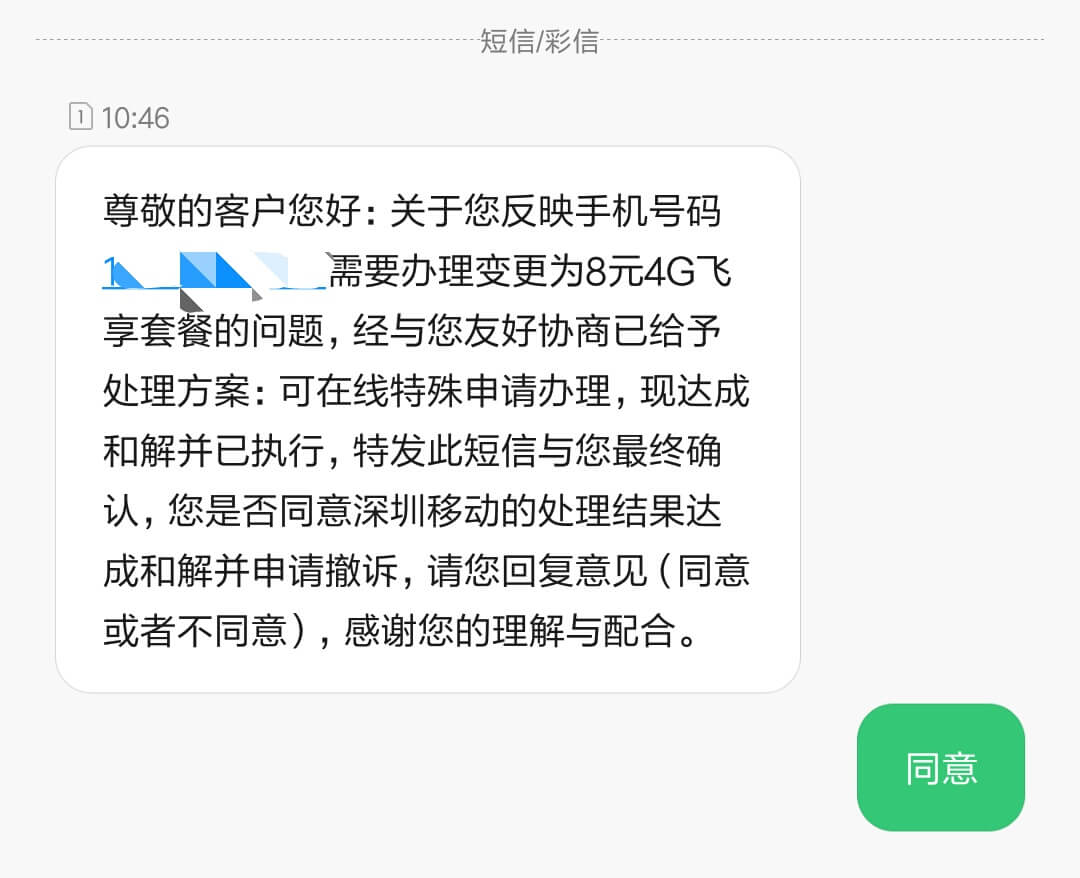 短信/彩信
1 10:46
尊敬的客户您好：关于您反映手机号码
1 需要办理变更为8元4G飞
享套餐的问题，经与您友好协商已给予
处理方案：可在线特殊申请办理，现达成
和解并已执行，特发此短信与您最终确
认，您是否同意深圳移动的处理结果达
成和解并申请撤诉，请您回复意见（同意
或者不同意），感谢您的理解与配合。
同意